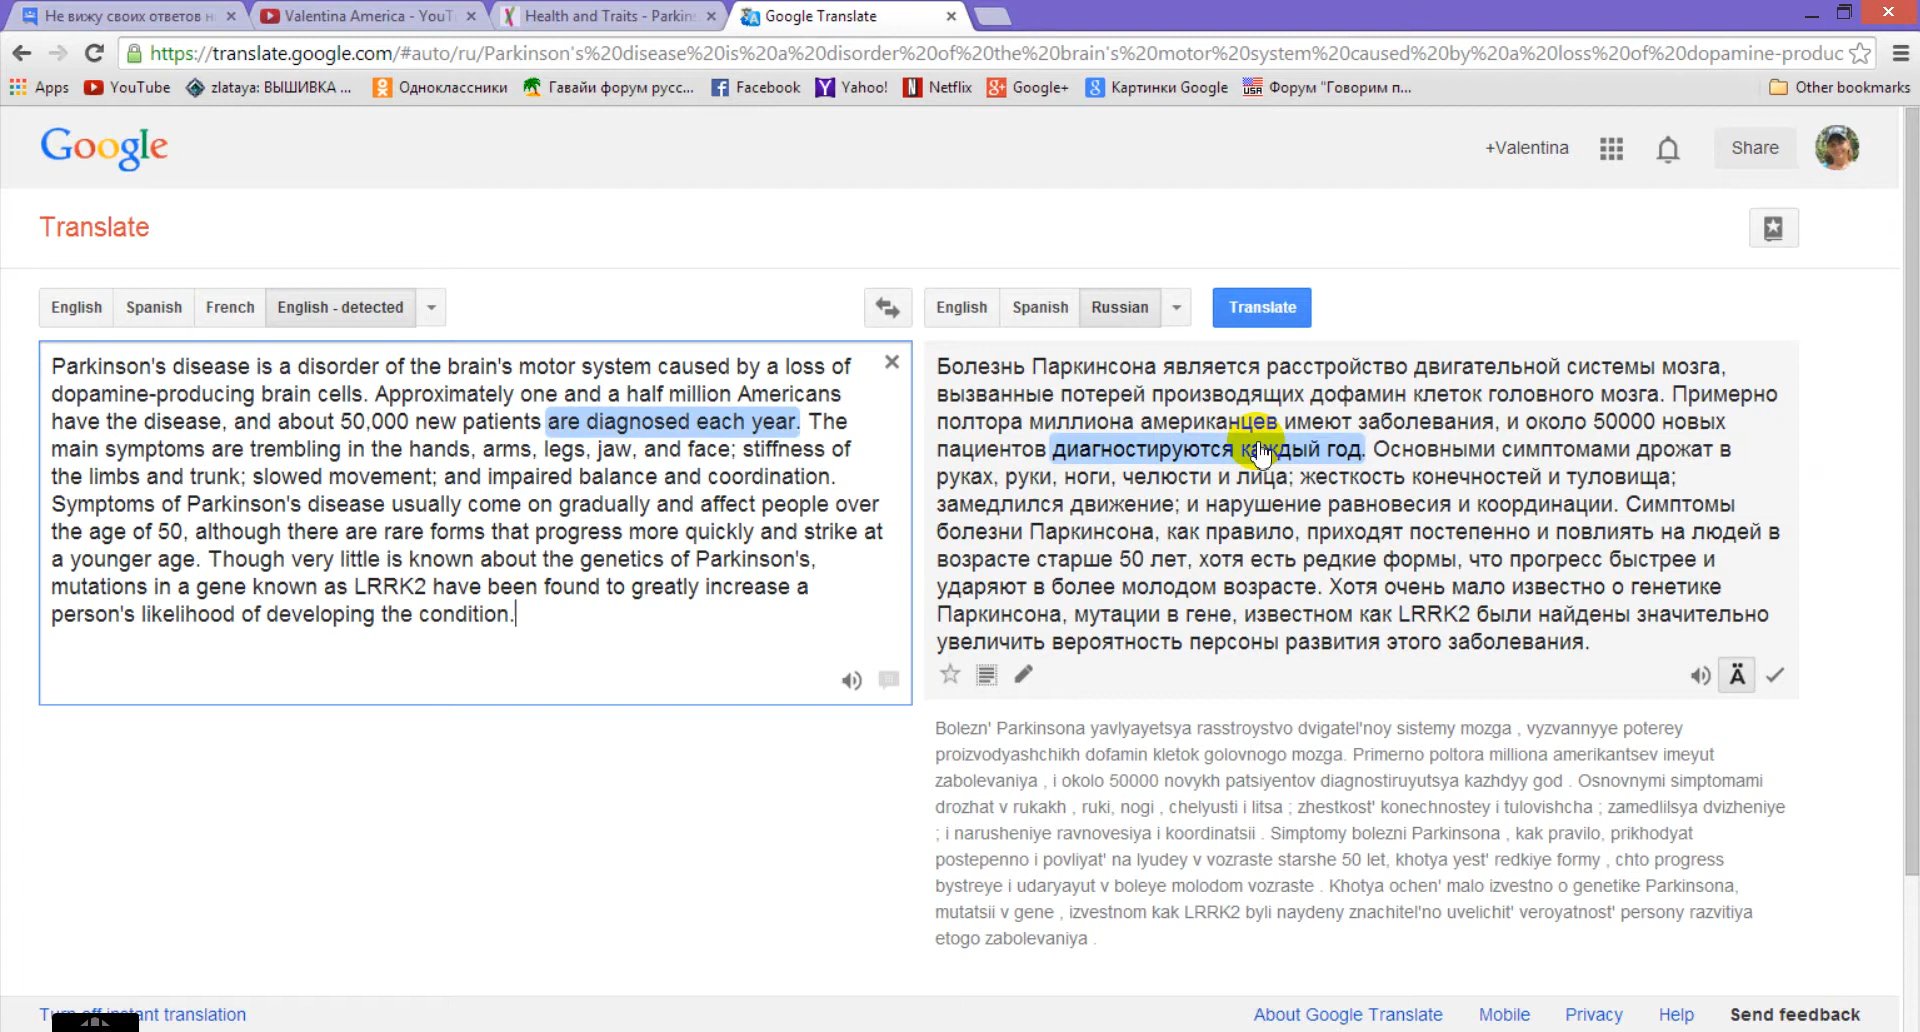 Не вижу своих ответов н
Valentina America - YouT
Health and Traits - Parkin
Google Translate
https://translate.google.com/#auto/ru/Parkinson's%20disease%20is%20a%20disorder%20of%20the%20brain's%20motor%20system%20caused%20by%20a%20loss%20of%20dopamine-produc
Apps YouTube zlataya: ВЫШИВКА ... Одноклассники Гавайи форум русс... Facebook Yahoo! Netflix Google+ Картинки Google Форум "Говорим п... Other bookmarks
Google
+Valentina Share
Translate
English Spanish French English - detected
English Spanish Russian Translate
Parkinson's disease is a disorder of the brain's motor system caused by a loss of
dopamine-producing brain cells. Approximately one and a half million Americans
have the disease, and about 50,000 new patients are diagnosed each year. The
main symptoms are trembling in the hands, arms, legs, jaw, and face; stiffness of
the limbs and trunk; slowed movement; and impaired balance and coordination.
Symptoms of Parkinson's disease usually come on gradually and affect people over
the age of 50, although there are rare forms that progress more quickly and strike at
a younger age. Though very little is known about the genetics of Parkinson's,
mutations in a gene known as LRRK2 have been found to greatly increase a
person's likelihood of developing the condition.
Болезнь Паркинсона является расстройство двигательной системы мозга,
вызванные потерей производящих дофамин клеток головного мозга. Примерно
полтора миллиона американцев имеют заболевания, и около 50000 новых
пациентов диагностируются каждый год. Основными симптомами дрожат в
руках, руки, ноги, челюсти и лица; жесткость конечностей и туловища;
замедлился движение; и нарушение равновесия и координации. Симптомы
болезни Паркинсона, как правило, приходят постепенно и повлиять на людей в
возрасте старше 50 лет, хотя есть редкие формы, что прогресс быстрее и
ударяют в более молодом возрасте. Хотя очень мало известно о генетике
Паркинсона, мутации в гене, известном как LRRK2 были найдены значительно
увеличить вероятность персоны развития этого заболевания.
Ä
Bolezn' Parkinsona yavlyayetsya rasstroystvo dvigatel'noy sistemy mozga , vyzvannyye poterey
proizvodyashchikh dofamin kletok golovnogo mozga. Primerno poltora milliona amerikantsev imeyut
zabolevaniya , i okolo 50000 novykh patsiyentov diagnostiruyutsya kazhdyy god . Osnovnymi simptomami
drozhat v rukakh , ruki, nogi , chelyusti i litsa ; zhestkost' konechnostey i tulovishcha ; zamedlilsya dvizheniye
; i narusheniye ravnovesiya i koordinatsii . Simptomy bolezni Parkinsona , kak pravilo, prikhodyat
postepenno i povliyat' na lyudey v vozraste starshe 50 let, khotya yest' redkiye formy , chto progress
bystreye i udaryayut v boleye molodom vozraste . Khotya ochen' malo izvestno o genetike Parkinsona,
mutatsii v gene , izvestnom kak LRRK2 byli naydeny znachitel'no uvelichit' veroyatnost' persony razvitiya
etogo zabolevaniya .
Turn off instant translation
About Google Translate Mobile Privacy Help Send feedback